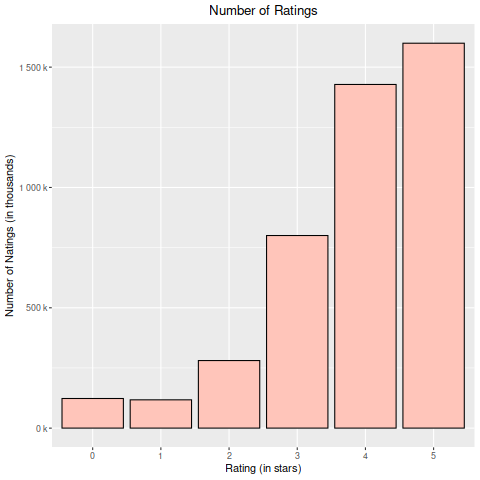 Number of Ratings
Number of Natings (in thousands)
1 500 k
1 000 k
500 k
0 k
0 1 2 3 4 5
Rating (in stars)